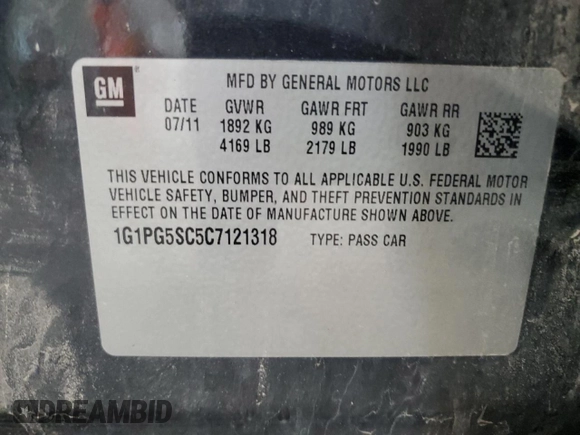 GM ®
MFD BY GENERAL MOTORS LLC
DATE GVWR GAWR FRT GAWR RR
07/11 1892 KG 989 KG 903 KG
4169 LB 2179 LB 1990 LB
THIS VEHICLE CONFORMS TO ALL APPLICABLE U.S. FEDERAL MOTOR
VEHICLE SAFETY, BUMPER, AND THEFT PREVENTION STANDARDS IN
EFFECT ON THE DATE OF MANUFACTURE SHOWN ABOVE.
1G1PG5SC5C7121318 TYPE: PASS CAR
DREAMBID